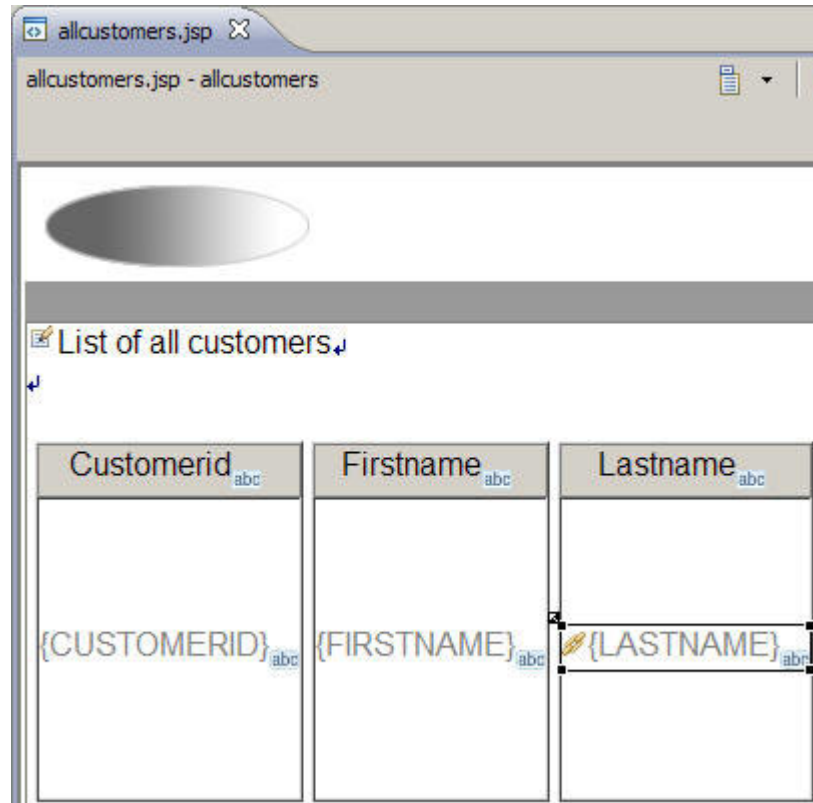 allcustomers.jsp
allcustomers.jsp - allcustomers
List of all customers
Customerid abc Firstname abc Lastname abc
{CUSTOMERID} abc {FIRSTNAME} abc {LASTNAME} abc